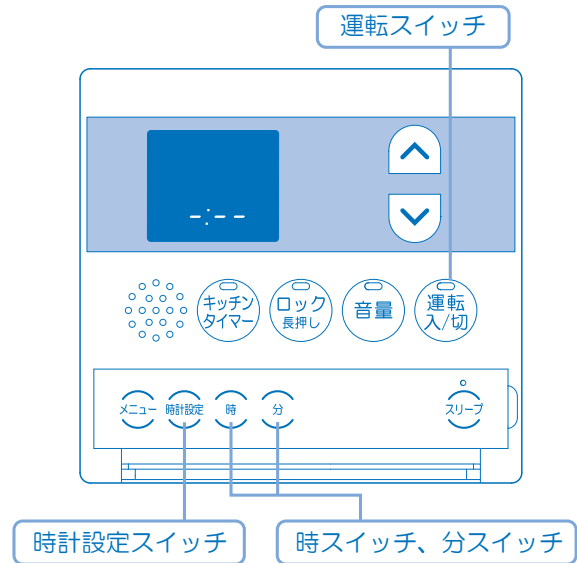 運転スイッチ
-:--
キッチン
タイマー
ロック
長押し
音量
運転
入/切
メニュー
時計設定
時
分
スリープ
時計設定スイッチ
時スイッチ、分スイッチ